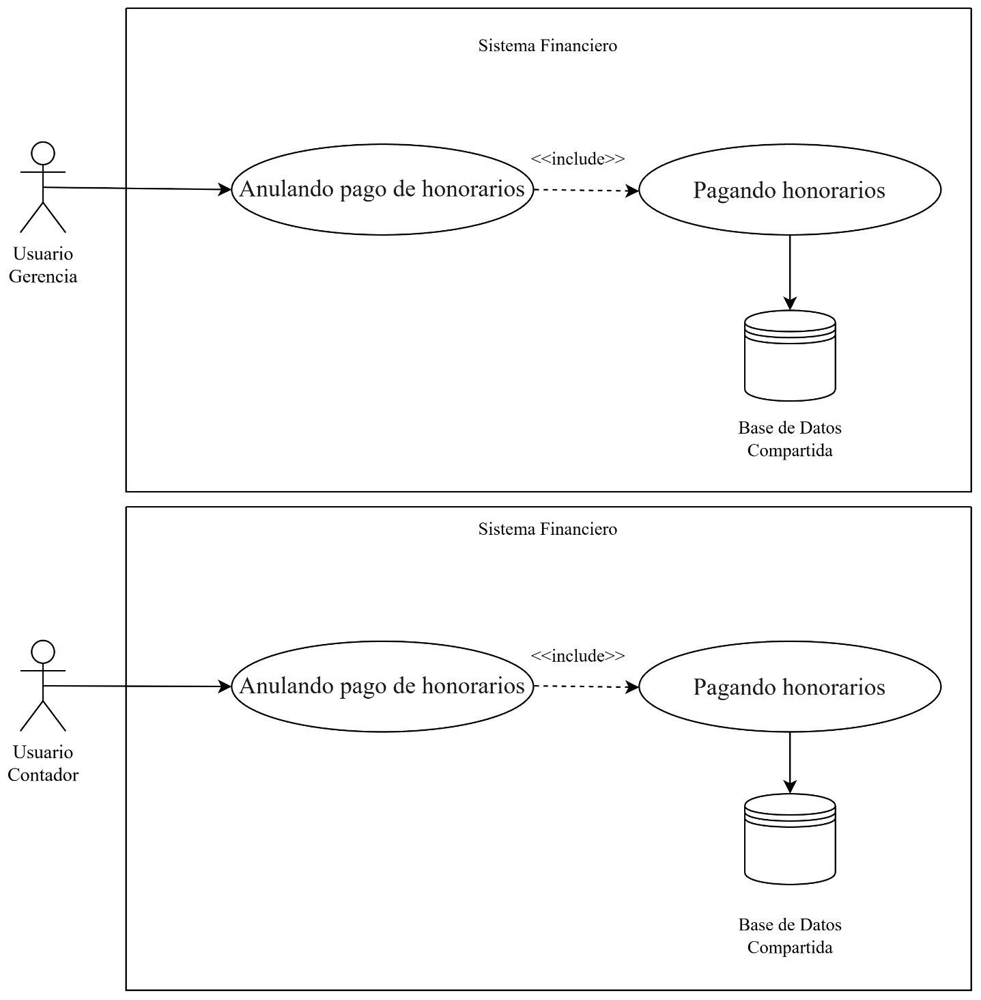 Sistema Financiero
<<include>>
Anulando pago de honorarios
Pagando honorarios
Usuario
Gerencia
Base de Datos
Compartida
Sistema Financiero
<<include>>
Anulando pago de honorarios
Pagando honorarios
Usuario
Contador
Base de Datos
Compartida